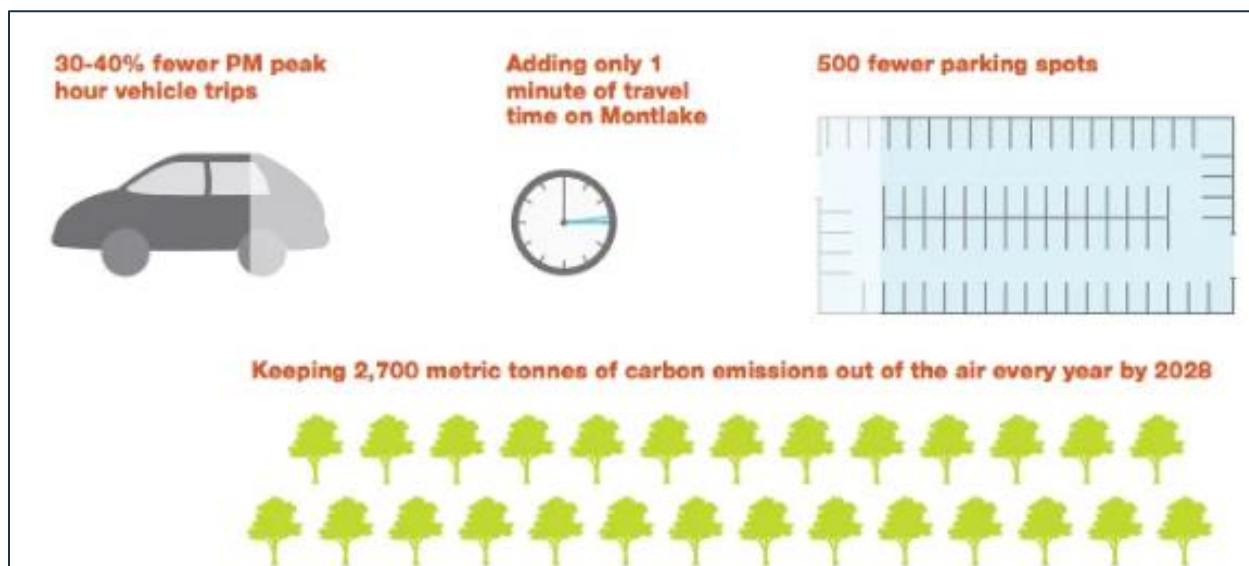 30-40% fewer PM peak
hour vehicle trips
Adding only 1
minute of travel
time on Montlake
500 fewer parking spots
Keeping 2,700 metric tonnes of carbon emissions out of the air every year by 2028